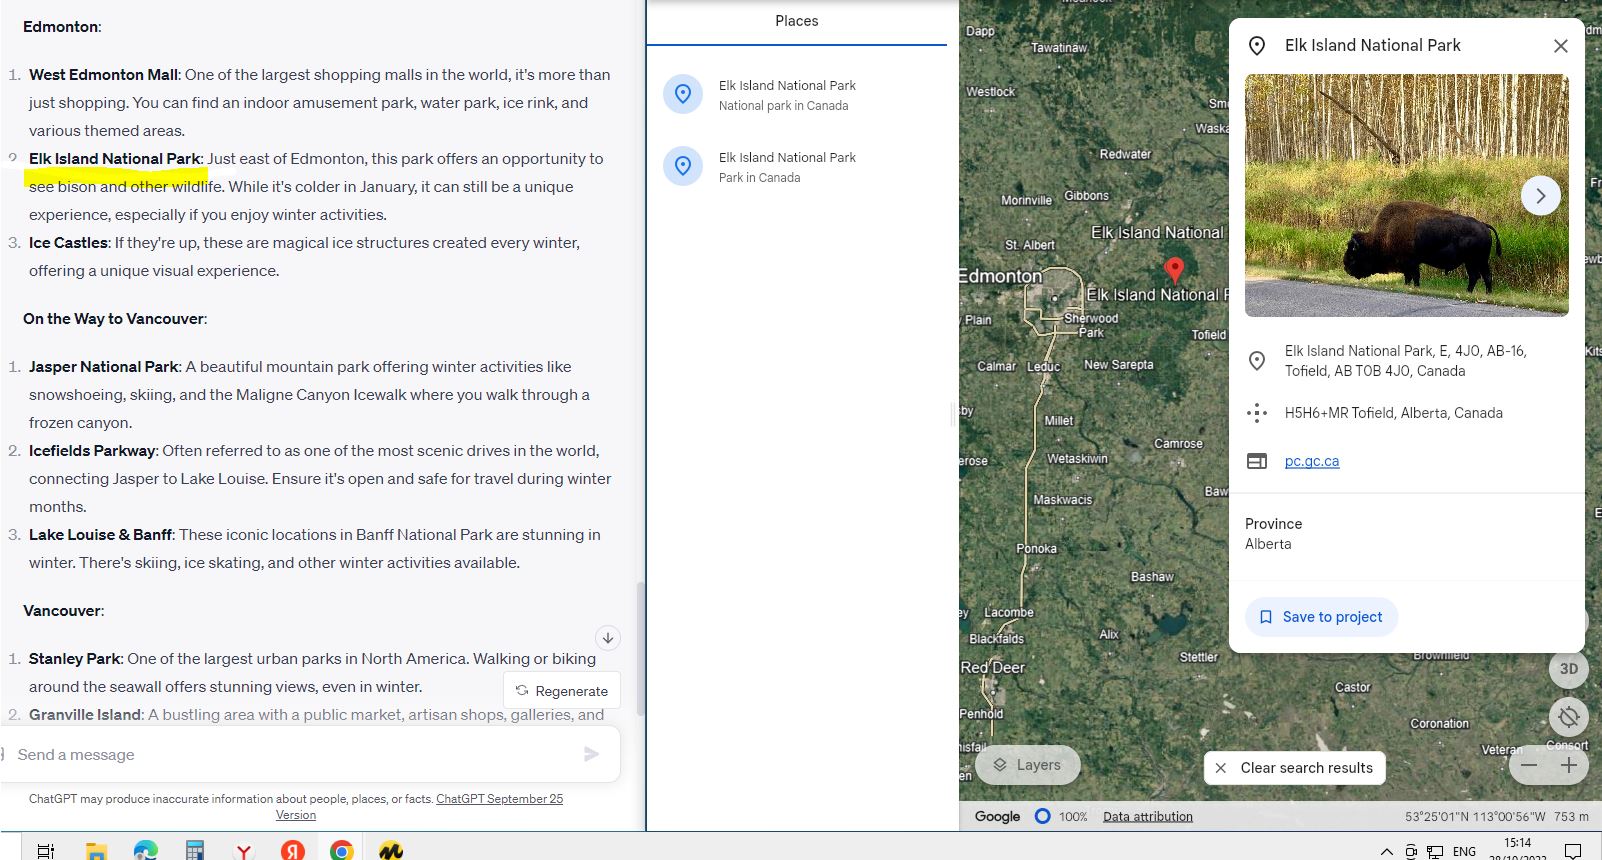 Edmonton:
1. West Edmonton Mall: One of the largest shopping malls in the world, it's more than
just shopping. You can find an indoor amusement park, water park, ice rink, and
various themed areas.
2. Elk Island National Park: Just east of Edmonton, this park offers an opportunity to
see bison and other wildlife. While it's colder in January, it can still be a unique
experience, especially if you enjoy winter activities.
3. Ice Castles: If they're up, these are magical ice structures created every winter,
offering a unique visual experience.
On the Way to Vancouver:
1. Jasper National Park: A beautiful mountain park offering winter activities like
snowshoeing, skiing, and the Maligne Canyon Icewalk where you walk through a
frozen canyon.
2. Icefields Parkway: Often referred to as one of the most scenic drives in the world,
connecting Jasper to Lake Louise. Ensure it's open and safe for travel during winter
months.
3. Lake Louise & Banff: These iconic locations in Banff National Park are stunning in
winter. There's skiing, ice skating, and other winter activities available.
Vancouver:
1. Stanley Park: One of the largest urban parks in North America. Walking or biking
around the seawall offers stunning views, even in winter.
Regenerate
2. Granville Island: A bustling area with a public market, artisan shops, galleries, and
Send a message
ChatGPT may produce inaccurate information about people, places, or facts. ChatGPT September 25
Version
Places
Elk Island National Park
National park in Canada
Elk Island National Park
Park in Canada
Dapp
Tawatinaw
Westlock
Smo
Waska
Redwater
Gibbons
Morinville
St. Albert
Elk Island National
Edmonton
Elk Island National P
Plain
Sherwood
Park
Tofield
Calmar
Leduc
New Sarepta
sby
Millet
Camrose
erose
Wetaskiwin
Maskwacis
Baw
Ponoka
Bashaw
ey
Lacombe
Blackfalds
Alix
Stettler
Red Deer
Brownfield
Castor
Penhold
Coronation
nisfail
Veteran
Consort
en
Elk Island National Park
Elk Island National Park, E, 4J0, AB-16,
Tofield, AB T0B 4J0, Canada
H5H6+MR Tofield, Alberta, Canada
pc.gc.ca
Province
Alberta
Save to project
3D
Layers
Clear search results
Google
100%
Data attribution
53°25'01"N 113°00'56"W 753 m
ENG
15:14